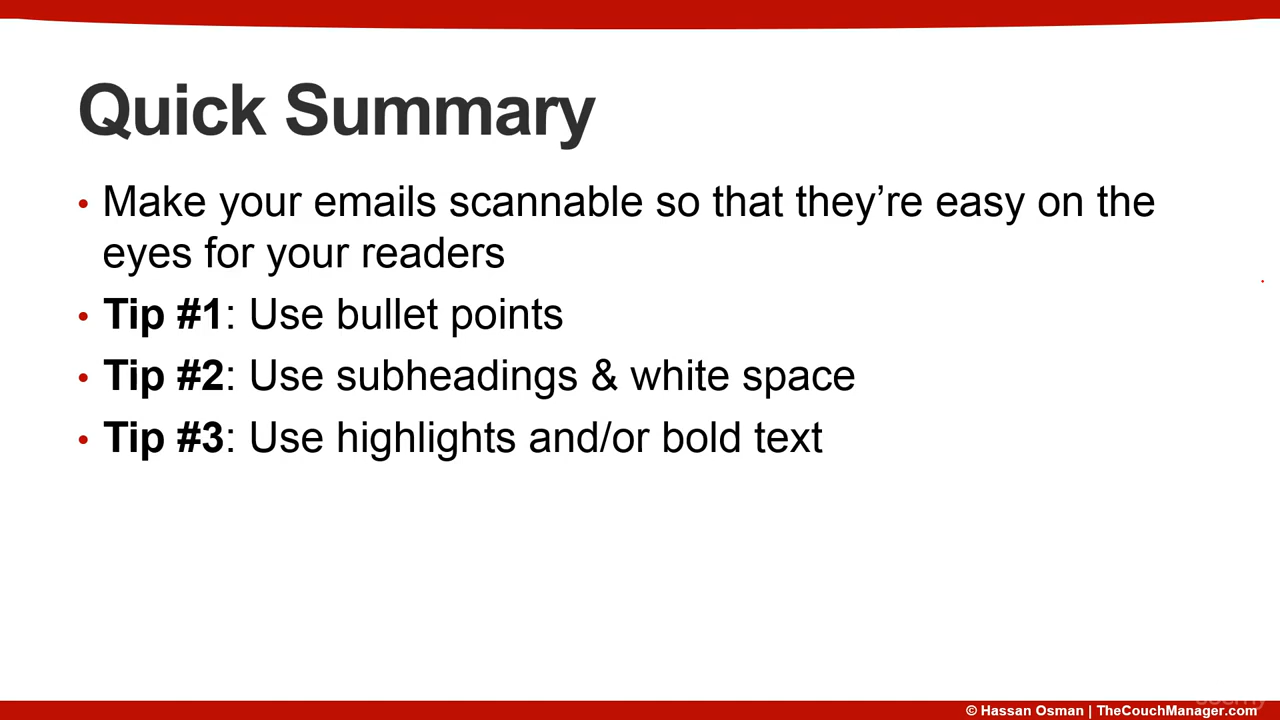 Quick Summary
• Make your emails scannable so that they’re easy on the
eyes for your readers
• Tip #1: Use bullet points
• Tip #2: Use subheadings & white space
• Tip #3: Use highlights and/or bold text
© Hassan Osman | TheCouchManager.com